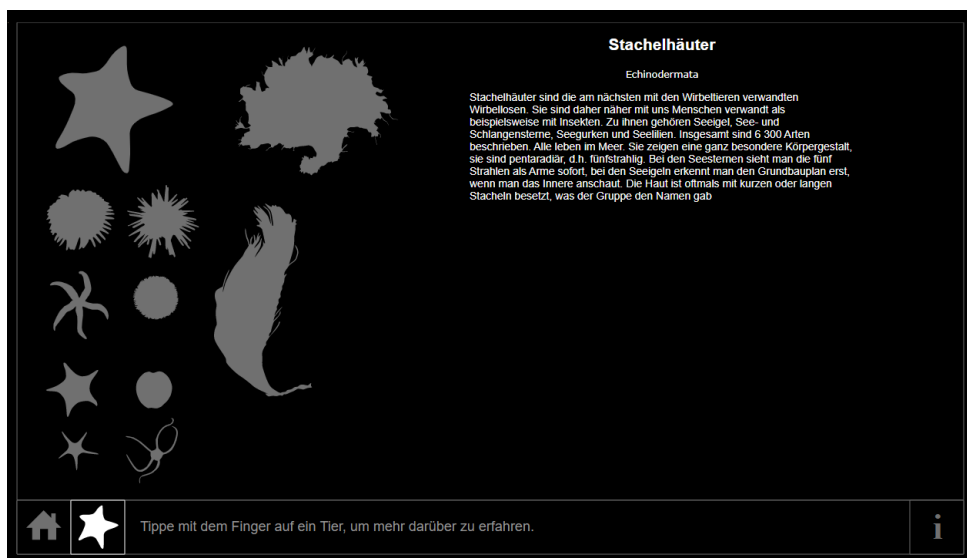 Stachelhäuter
Echinodermata
Stachelhäuter sind die am nächsten mit den Wirbeltieren verwandten
Wirbellosen. Sie sind daher näher mit uns Menschen verwandt als
beispielsweise mit Insekten. Zu ihnen gehören Seeigel, See- und
Schlangensterne, Seegurken und Seelilien. Insgesamt sind 6 300 Arten
beschrieben. Alle leben im Meer. Sie zeigen eine ganz besondere Körpergestalt,
sie sind pentaradiär, d.h. fünfstrahlig. Bei den Seesternen sieht man die fünf
Strahlen als Arme sofort, bei den Seeigeln erkennt man den Grundbauplan erst,
wenn man das Innere anschaut. Die Haut ist oftmals mit kurzen oder langen
Stacheln besetzt, was der Gruppe den Namen gab
Tippe mit dem Finger auf ein Tier, um mehr darüber zu erfahren.
i